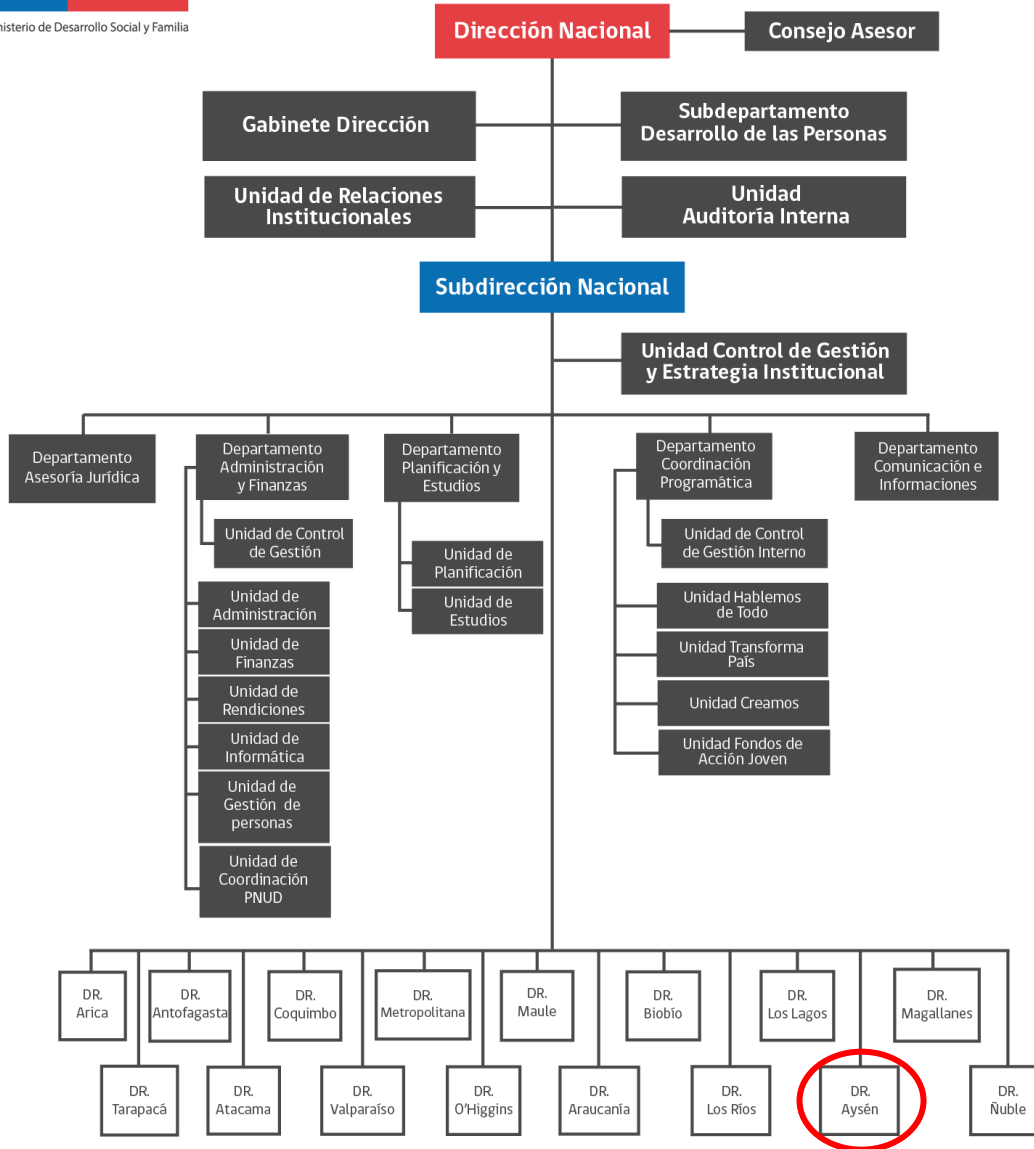 Ministerio de Desarrollo Social y Familia
Dirección Nacional
Consejo Asesor
Gabinete Dirección
Subdepartamento
Desarrollo de las Personas
Unidad de Relaciones
Institucionales
Unidad
Auditoría Interna
Subdirección Nacional
Unidad Control de Gestión
y Estrategia Institucional
Departamento
Asesoría Jurídica
Departamento
Administración
y Finanzas
Departamento
Planificación y
Estudios
Departamento
Coordinación
Programática
Departamento
Comunicación e
Informaciones
Unidad de Control
de Gestión
Unidad de
Administración
Unidad de
Finanzas
Unidad de
Rendiciones
Unidad de
Informática
Unidad de
Gestión de
personas
Unidad de
Coordinación
PNUD
Unidad de
Planificación
Unidad de
Estudios
Unidad de Control
de Gestión Interno
Unidad Hablemos
de Todo
Unidad Transforma
País
Unidad Creamos
Unidad Fondos de
Acción Joven
DR.
Arica
DR.
Antofagasta
DR.
Coquimbo
DR.
Metropolitana
DR.
Maule
DR.
Biobío
DR.
Los Lagos
DR.
Magallanes
DR.
Tarapacá
DR.
Atacama
DR.
Valparaíso
DR.
O'Higgins
DR.
Araucanía
DR.
Los Ríos
DR.
Aysén
DR.
Ñuble